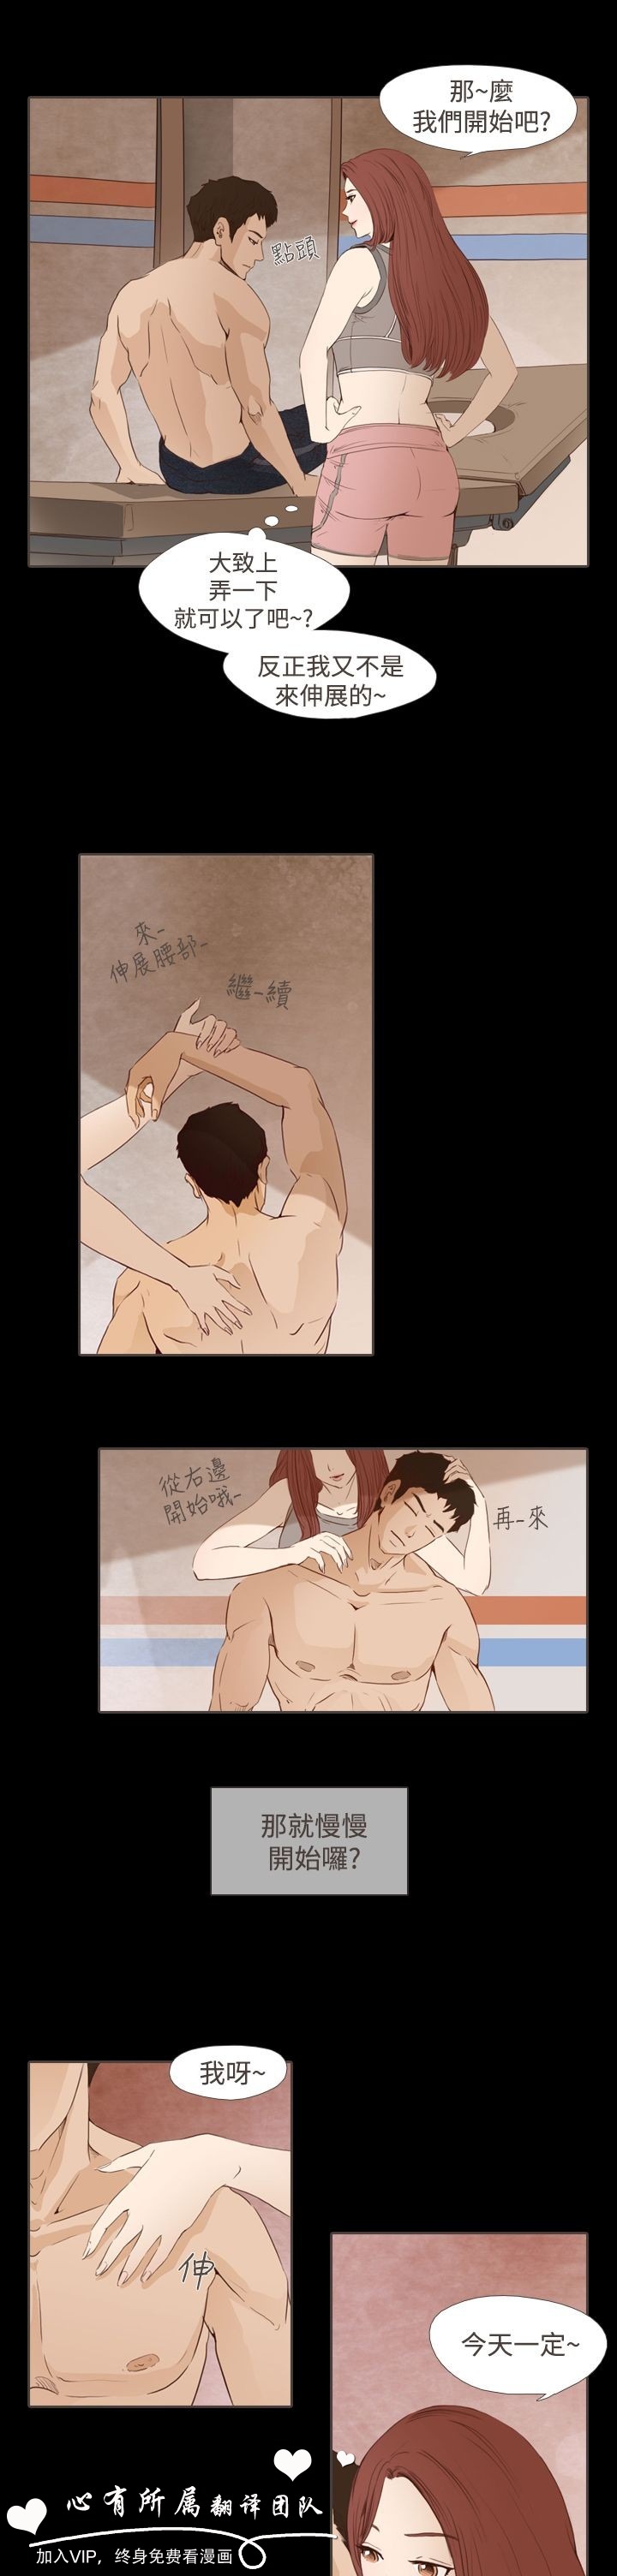 那~麼
我們開始吧?
點頭
大致上
弄一下
就可以了吧~?
反正我又不是
來伸展的~
來-
伸展腰部-
繼-續
從右邊
開始哦-
再-來
那就慢慢
開始囉?
我呀~
伸
今天一定~
心有所属翻译团队
加入VIP，终身免费看漫画